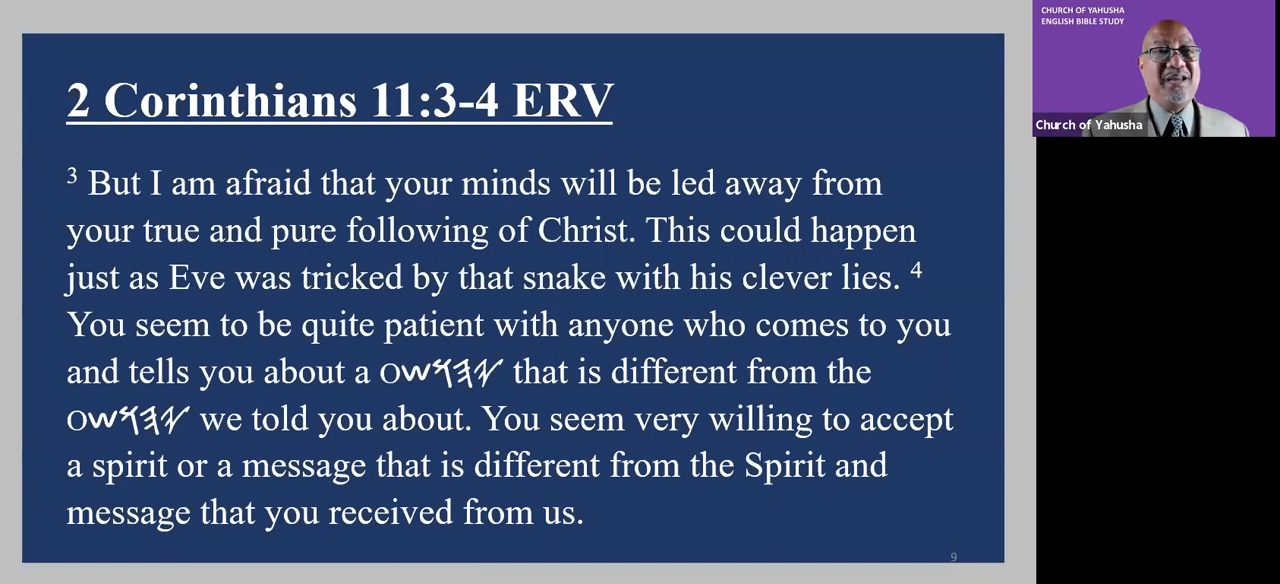 CHURCH OF YAHUSHA
ENGLISH BIBLE STUDY
Church of Yahusha
2 Corinthians 11:3-4 ERV
3 But I am afraid that your minds will be led away from
your true and pure following of Christ. This could happen
just as Eve was tricked by that snake with his clever lies. 4
You seem to be quite patient with anyone who comes to you
and tells you about a 𐤉𐤄𐤅𐤔𐤏 that is different from the
𐤉𐤄𐤅𐤔𐤏 we told you about. You seem very willing to accept
a spirit or a message that is different from the Spirit and
message that you received from us.
9